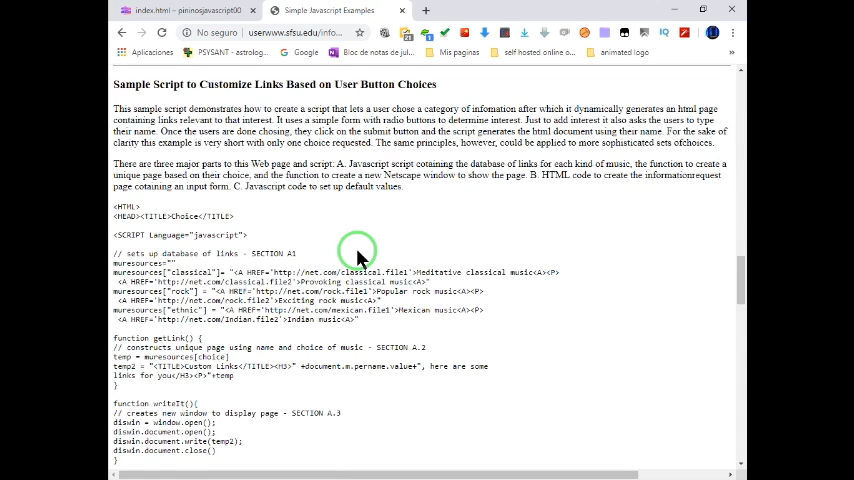 index.html – pininosjavascript00
Simple Javascript Examples
No seguro
userwww.sfsu.edu/info...
Aplicaciones
PSYSANT - astrolog...
Google
Bloc de notas de jul...
Mis paginas
self hosted online o...
animated logo
Sample Script to Customize Links Based on User Button Choices
This sample script demonstrates how to create a script that lets a user chose a category of infomation after which it dynamically generates an html page
containing links relevant to that interest. It uses a simple form with radio buttons to determine interest. Just to add interest it also asks the users to type
their name. Once the users are done chosing, they click on the submit button and the script generates the html document using their name. For the sake of
clarity this example is very short with only one choice requested. The same principles, however, could be applied to more sophisticated sets ofchoices.
There are three major parts to this Web page and script: A. Javascript script cotaining the database of links for each kind of music, the function to create a
unique page based on their choice, and the function to create a new Netscape window to show the page. B. HTML code to create the informationrequest
page cotaining an input form. C. Javascript code to set up default values.
<HTML>
<HEAD><TITLE>Choice</TITLE>
<SCRIPT Language="javascript">
// sets up database of links - SECTION A1
muresources=""
muresources["classical"]= "<A HREF='http://net.com/classical.file1'>Meditative classical music<A><P>
<A HREF='http://net.com/classical.file2'>Provoking classical music<A>"
muresources["rock"] = "<A HREF='http://net.com/rock.file1'>Popular rock music<A><P>
<A HREF='http://net.com/rock.file2'>Exciting rock music<A>"
muresources["ethnic"] = "<A HREF='http://net.com/mexican.file1'>Mexican music<A><P>
<A HREF='http://net.com/Indian.file2'>Indian music<A>"
function getLink() {
// constructs unique page using name and choice of music - SECTION A.2
temp = muresources[choice]
temp2 = "<TITLE>Custom Links</TITLE><H3>" +document.m.pername.value+", here are some
links for you</H3><P>"+temp
}
function writeIt(){
// creates new window to display page - SECTION A.3
diswin = window.open();
diswin.document.open();
diswin.document.write(temp2);
diswin.document.close()
}